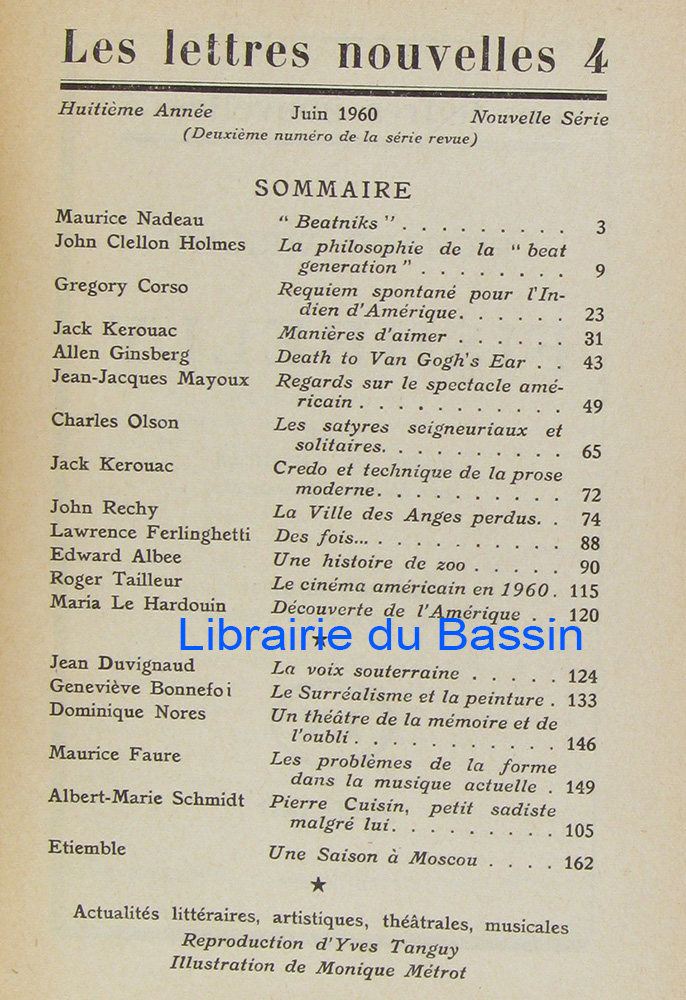 Les lettres nouvelles 4
Huitième Année Juin 1960 Nouvelle Série
(Deuxième numéro de la série revue)
SOMMAIRE
Maurice Nadeau “ Beatniks ”. . . . . . . . . 3
John Clellon Holmes La philosophie de la “ beat
generation ” . . . . . . . . 9
Gregory Corso Requiem spontané pour l'In-
dien d'Amérique. . . . . . 23
Jack Kerouac Manières d'aimer . . . . . . 31
Allen Ginsberg Death to Van Gogh's Ear . . 43
Jean-Jacques Mayoux Regards sur le spectacle amé-
ricain . . . . . . . . . . . 49
Charles Olson Les satyres seigneuriaux et
solitaires. . . . . . . . . . 65
Jack Kerouac Credo et technique de la prose
moderne. . . . . . . . . . 72
John Rechy La Ville des Anges perdus. . 74
Lawrence Ferlinghetti Des fois... . . . . . . . . . . 88
Edward Albee Une histoire de zoo . . . . . 90
Roger Tailleur Le cinéma américain en 1960. 115
Maria Le Hardouin Découverte de l'Amérique . . 120
Librairie du Bassin
Jean Duvignaud La voix souterraine . . . . . 124
Geneviève Bonnefoi Le Surréalisme et la peinture . 133
Dominique Nores Un théâtre de la mémoire et de
l'oubli . . . . . . . . . . . 146
Maurice Faure Les problèmes de la forme
dans la musique actuelle . 149
Albert-Marie Schmidt Pierre Cuisin, petit sadiste
malgré lui. . . . . . . . . 105
Etiemble Une Saison à Moscou . . . . 162
Actualités littéraires, artistiques, théâtrales, musicales
Reproduction d'Yves Tanguy
Illustration de Monique Métrot